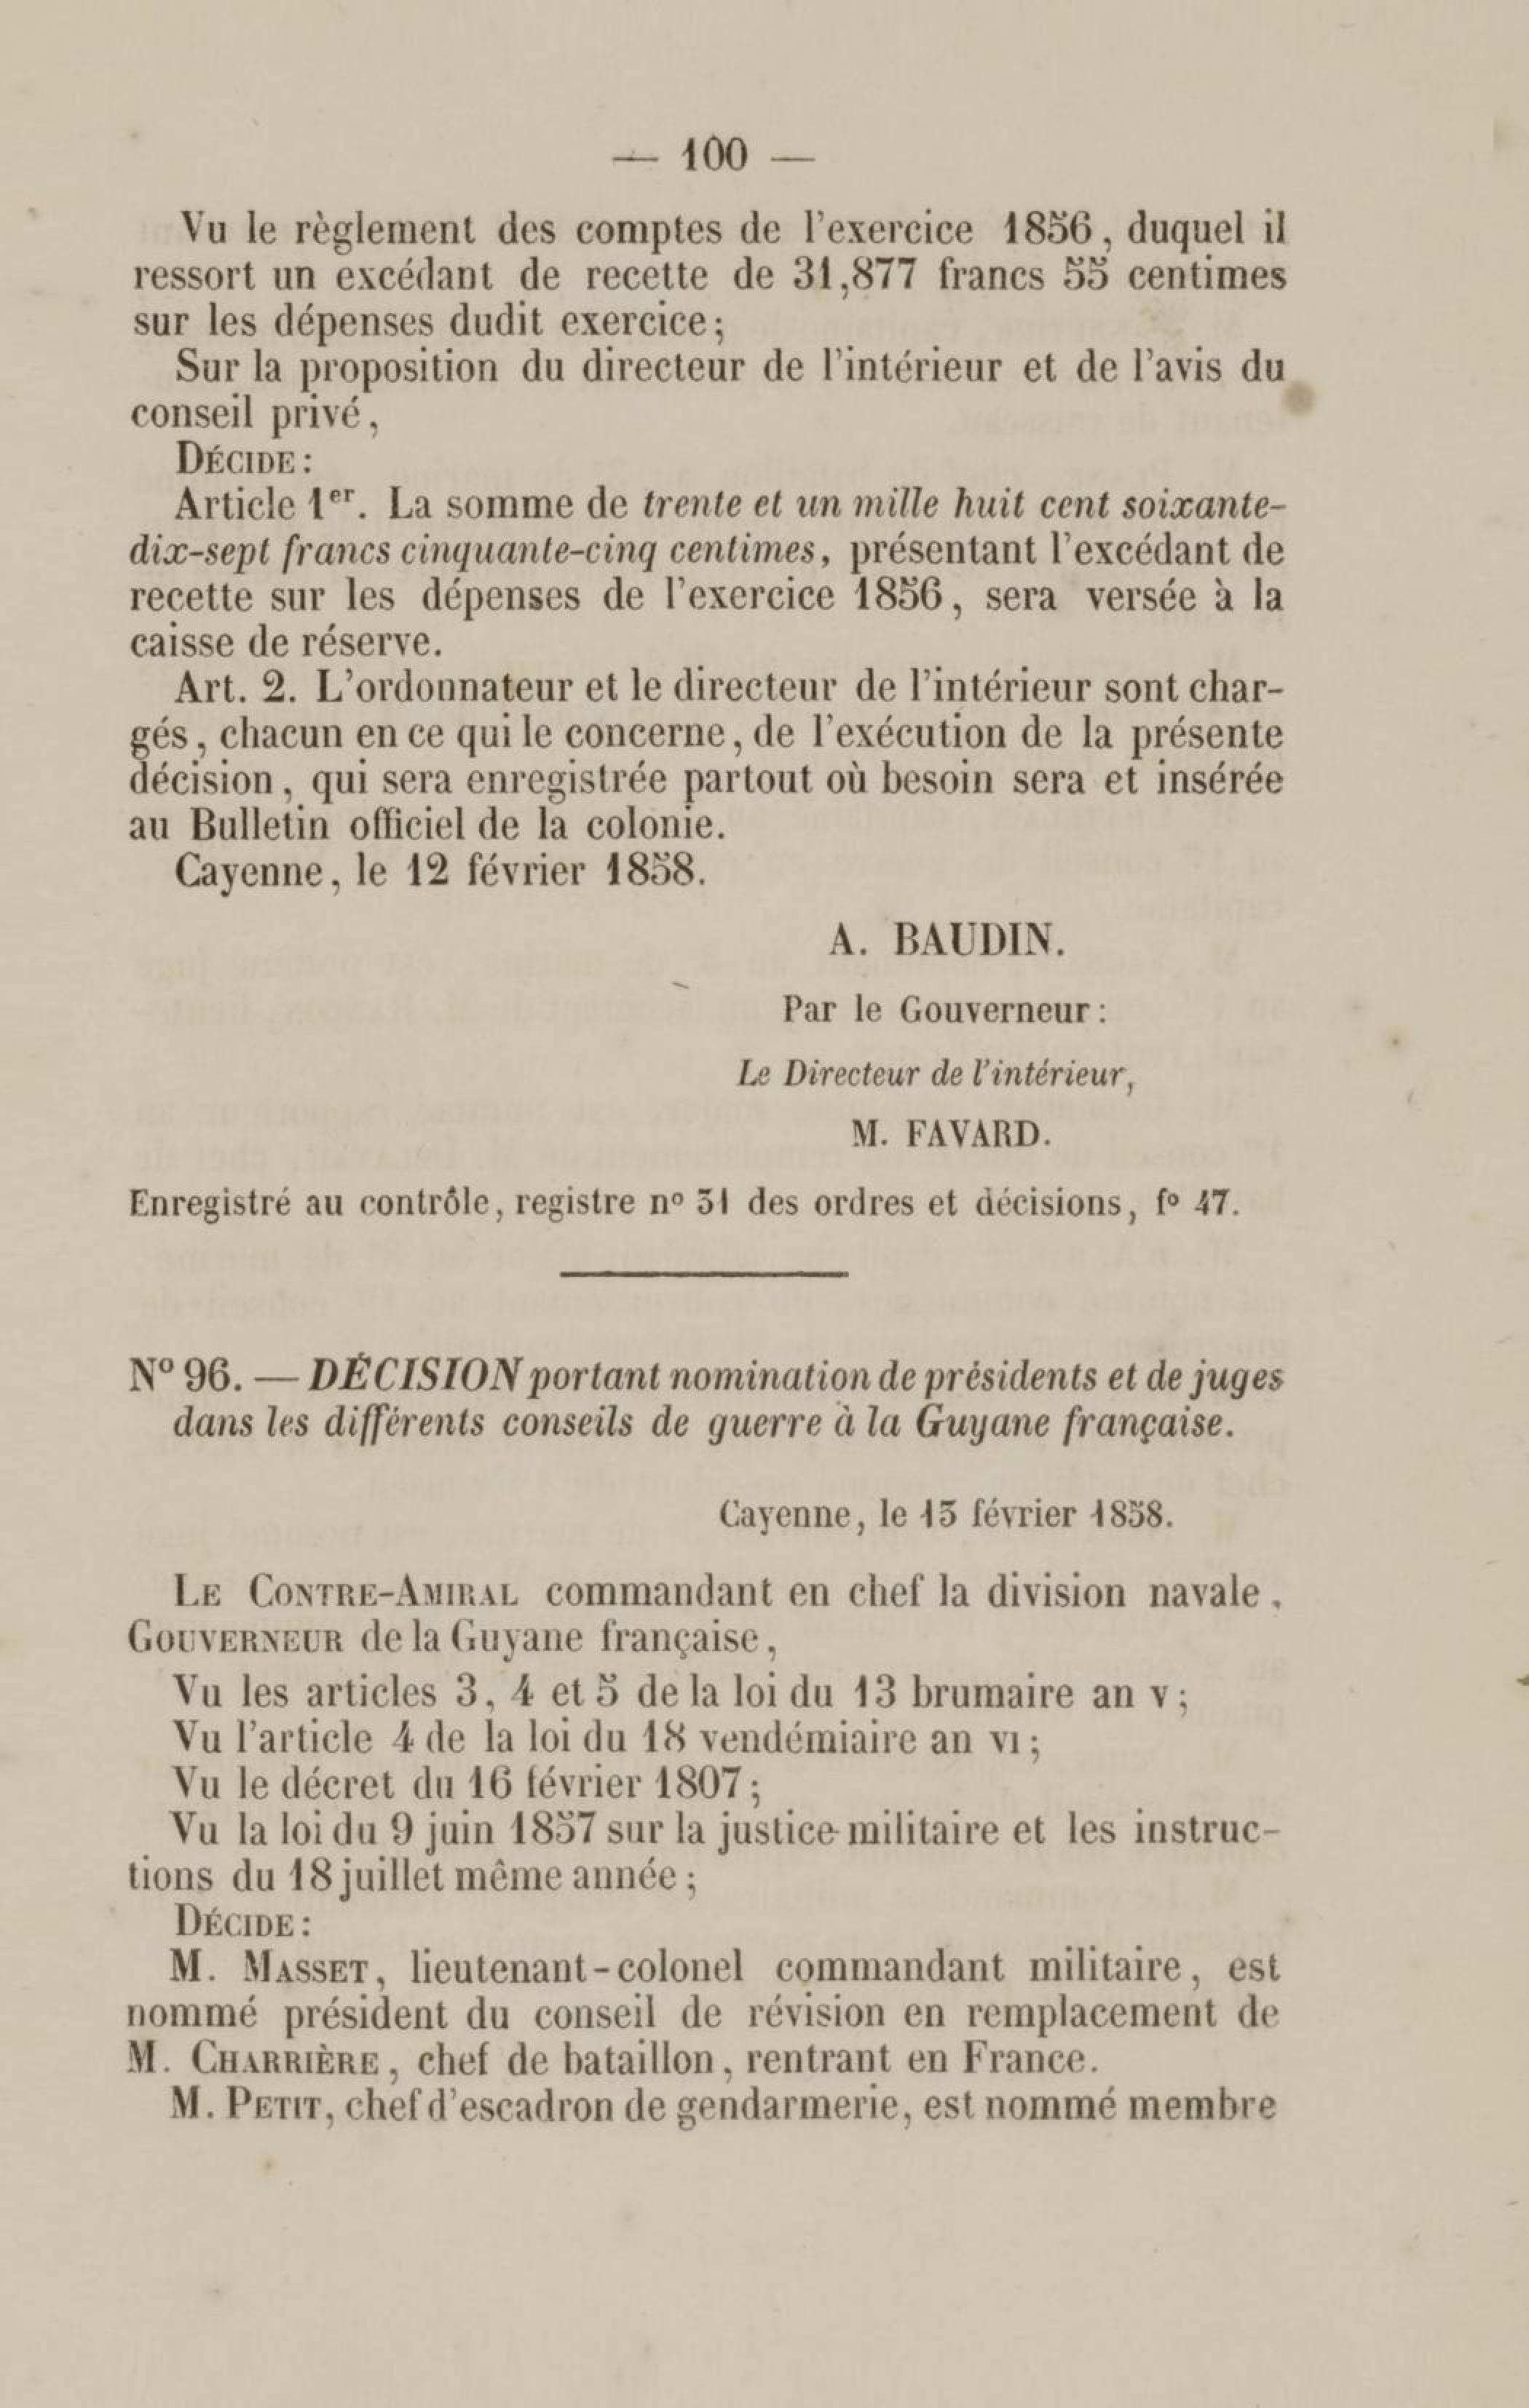 — 100 —
Vu le règlement des comptes de l'exercice 1856, duquel il
ressort un excédant de recette de 31,877 francs 55 centimes
sur les dépenses dudit exercice;
Sur la proposition du directeur de l'intérieur et de l'avis du
conseil privé,
DÉCIDE:
Article 1er. La somme de trente et un mille huit cent soixante-
dix-sept francs cinquante-cinq centimes, présentant l'excédant de
recette sur les dépenses de l'exercice 1856, sera versée à la
caisse de réserve.
Art. 2. L'ordonnateur et le directeur de l'intérieur sont char-
gés, chacun en ce qui le concerne, de l'exécution de la présente
décision, qui sera enregistrée partout où besoin sera et insérée
au Bulletin officiel de la colonie.
Cayenne, le 12 février 1858.
A. BAUDIN.
Par le Gouverneur:
Le Directeur de l'intérieur,
M. FAVARD.
Enregistré au contrôle, registre nº 31 des ordres et décisions, fº 47.
Nº 96. — DÉCISION portant nomination de présidents et de juges
dans les différents conseils de guerre à la Guyane française.
Cayenne, le 13 février 1858.
LE CONTRE-AMIRAL commandant en chef la division navale,
GOUVERNEUR de la Guyane française,
Vu les articles 3, 4 et 5 de la loi du 13 brumaire an V;
Vu l'article 4 de la loi du 18 vendémiaire an VI;
Vu le décret du 16 février 1807;
Vu la loi du 9 juin 1857 sur la justice militaire et les instruc-
tions du 18 juillet même année;
DÉCIDE:
M. MASSET, lieutenant-colonel commandant militaire, est
nommé président du conseil de révision en remplacement de
M. CHARRIÈRE, chef de bataillon, rentrant en France.
M. PETIT, chef d'escadron de gendarmerie, est nommé membre